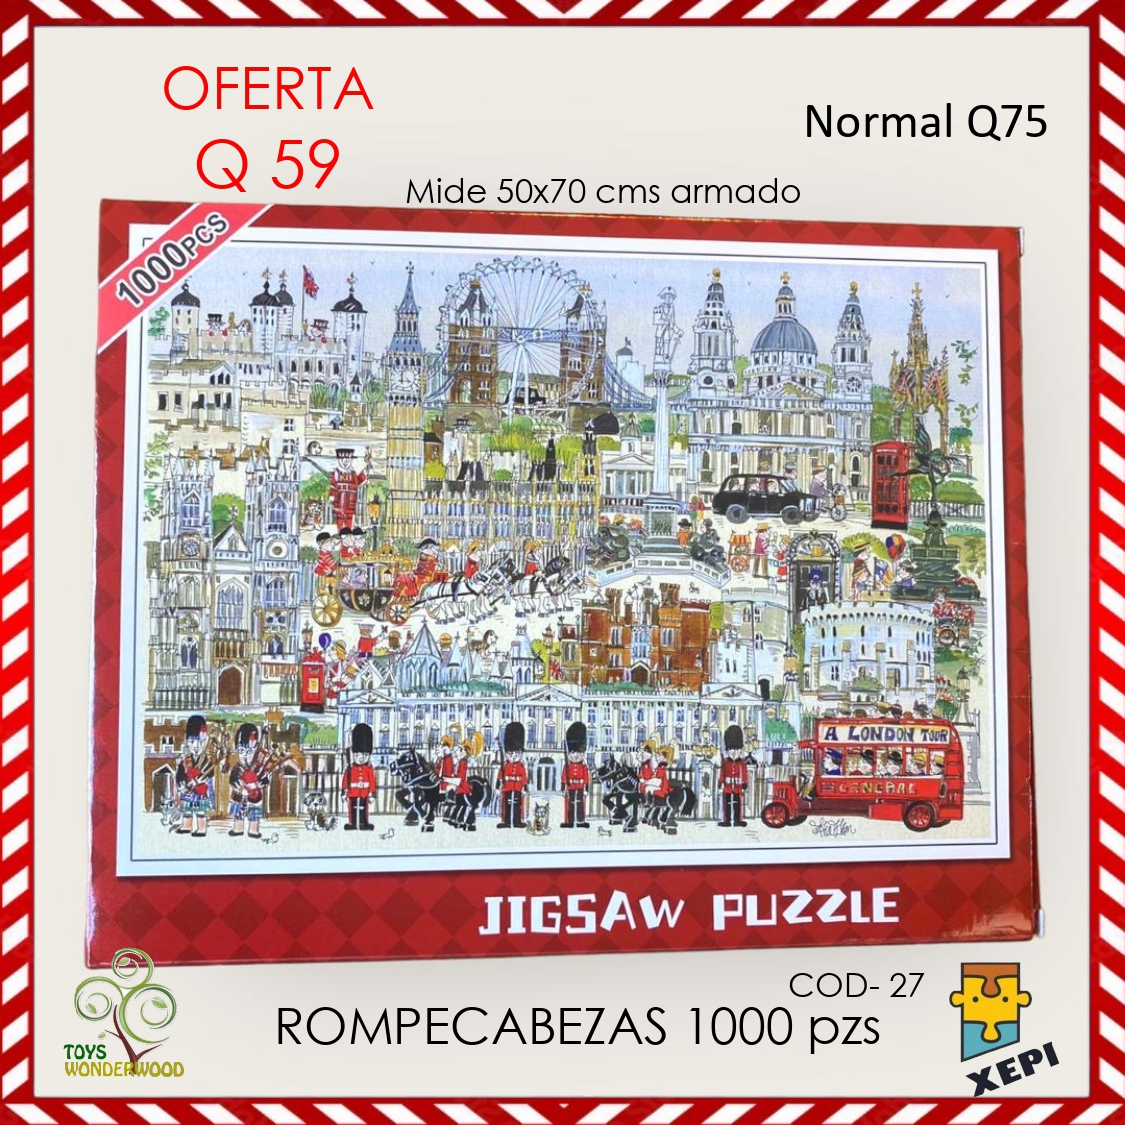 OFERTA
Q 59
Normal Q75
Mide 50x70 cms armado
1000PCS
A LONDON TOUR
GENERAL
JIGSAW PUZZLE
COD- 27
ROMPECABEZAS 1000 pzs
TOYS
WONDERWOOD
XEPI